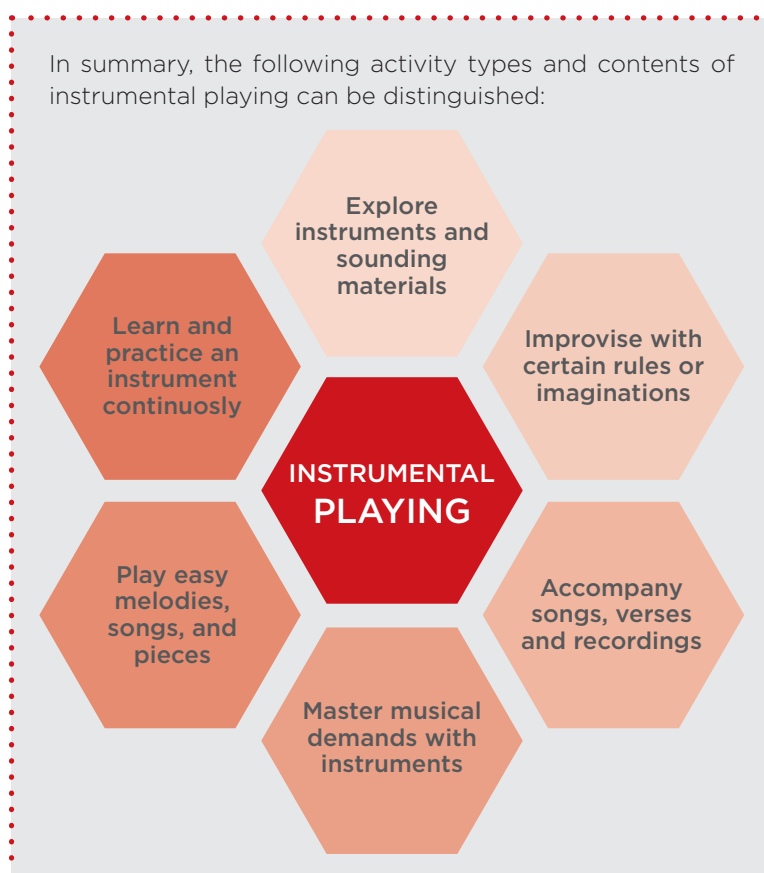 In summary, the following activity types and contents of
instrumental playing can be distinguished:
Explore
instruments and
sounding
materials
Improvise with
certain rules or
imaginations
Accompany
songs, verses
and recordings
Master musical
demands with
instruments
Play easy
melodies,
songs, and
pieces
Learn and
practice an
instrument
continuosly
INSTRUMENTAL
PLAYING